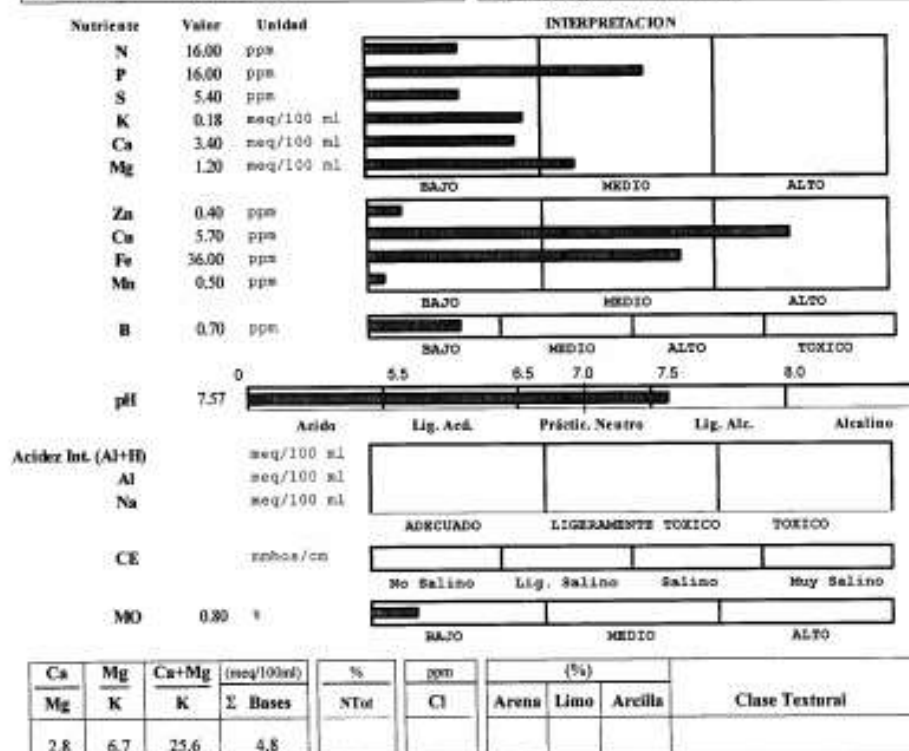 Nutriente Valor Unidad INTERPRETACION
N 16.00 ppm
P 16.00 ppm
S 5.40 ppm
K 0.18 meq/100 ml
Ca 3.40 meq/100 ml
Mg 1.20 meq/100 ml
BAJO MEDIO ALTO
Zn 0.40 ppm
Cu 5.70 ppm
Fe 36.00 ppm
Mn 0.50 ppm
BAJO MEDIO ALTO
B 0.70 ppm
BAJO MEDIO ALTO TOXICO
0 5.5 6.5 7.0 7.5 8.0
pH 7.57
Acido Lig. Acd. Práctic. Neutro Lig. Alc. Alcalino
Acidez Int. (Al+H) meq/100 ml
Al meq/100 ml
Na meq/100 ml
ADECUADO LIGERAMENTE TOXICO TOXICO
CE mmhos/cm
No Salino Lig. Salino Salino Muy Salino
MO 0.80 %
BAJO MEDIO ALTO
Ca Mg Ca+Mg (meq/100ml) % ppm (%)
Mg K K Σ Bases NTot Cl Arena Limo Arcilla Clase Textural
2.8 6.7 25.6 4.8